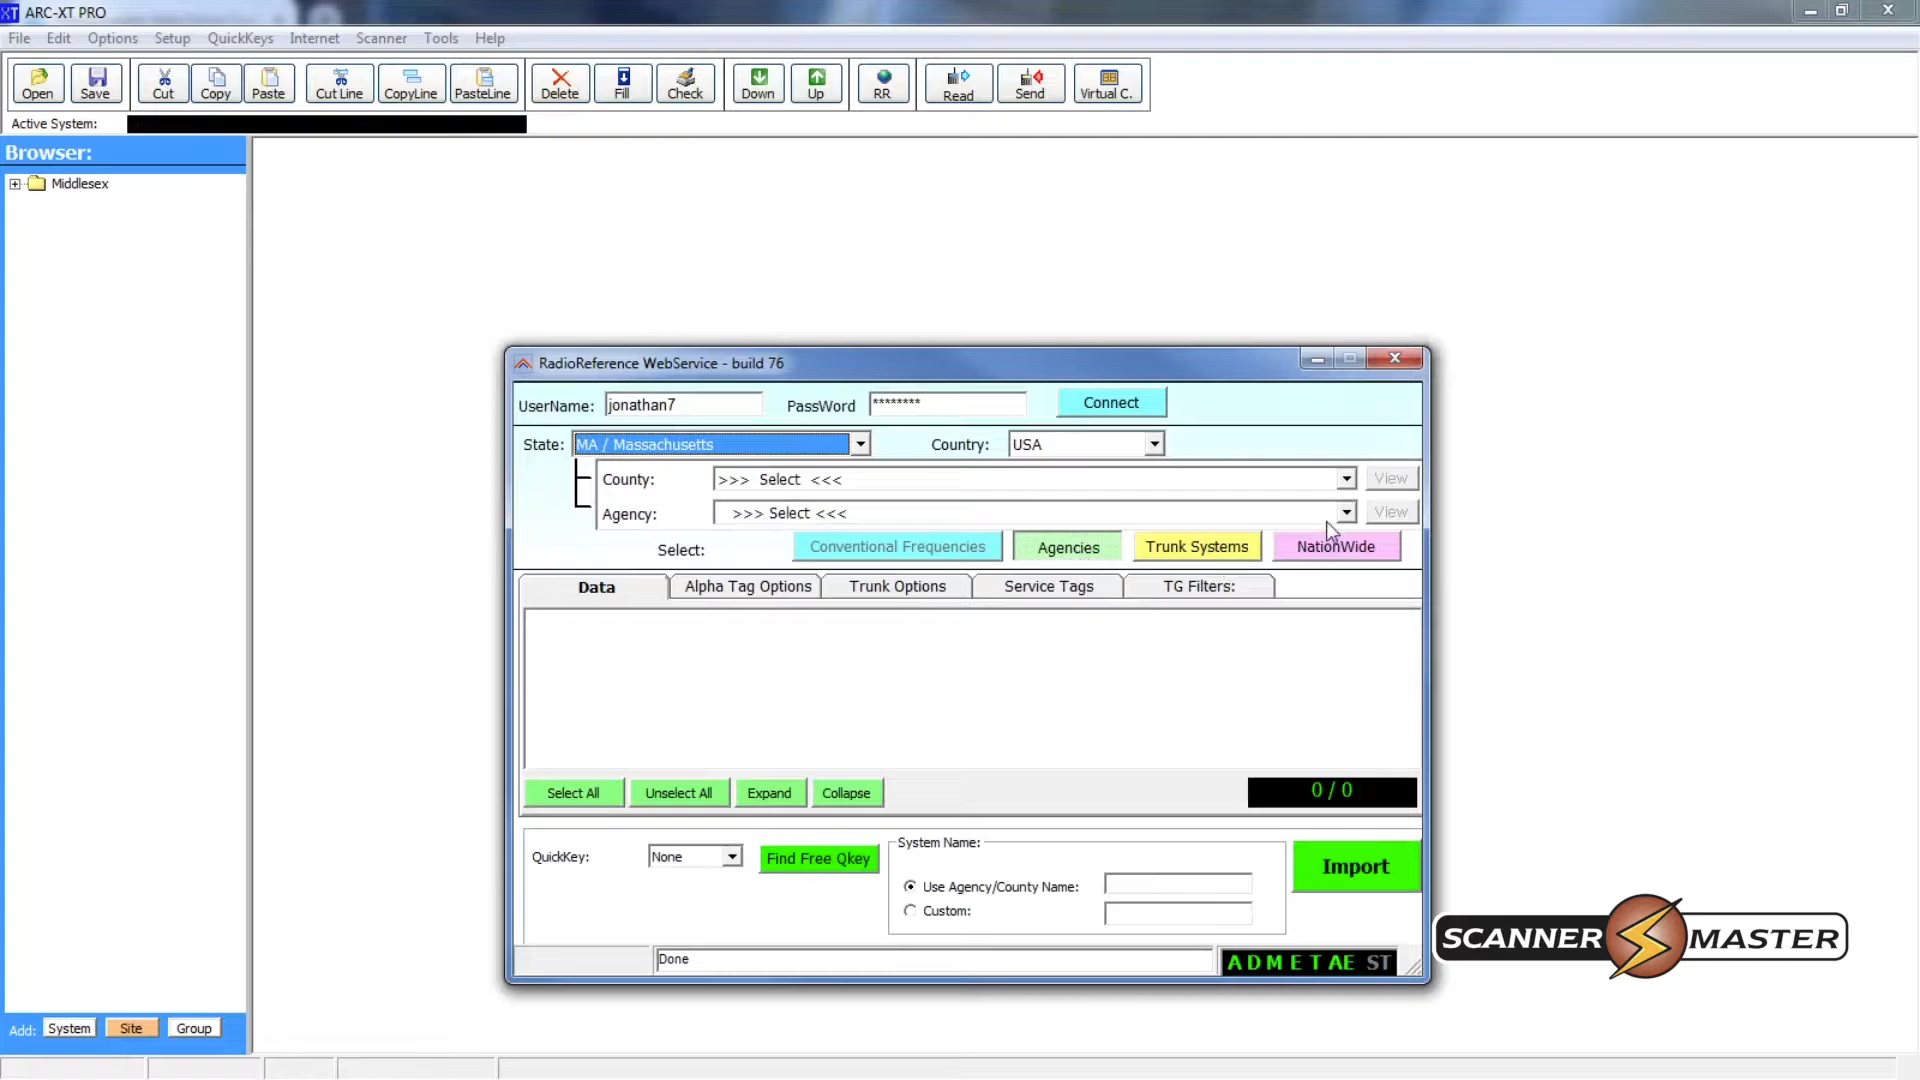 XT ARC-XT PRO
File Edit Options Setup QuickKeys Internet Scanner Tools Help
Open Save Cut Copy Paste Cut Line CopyLine PasteLine Delete Fill Check Down Up RR Read Send Virtual C.
Active System:
Browser:
Middlesex
RadioReference WebService - build 76
UserName: jonathan7 PassWord ******** Connect
State: MA / Massachusetts Country: USA
County: >>> Select <<< View
Agency: >>> Select <<< View
Select: Conventional Frequencies Agencies Trunk Systems NationWide
Data Alpha Tag Options Trunk Options Service Tags TG Filters:
Select All Unselect All Expand Collapse 0 / 0
System Name:
QuickKey: None Find Free Qkey Import
Use Agency/County Name:
Custom:
SCANNER MASTER
Done A D M E T AE ST
Add: System Site Group